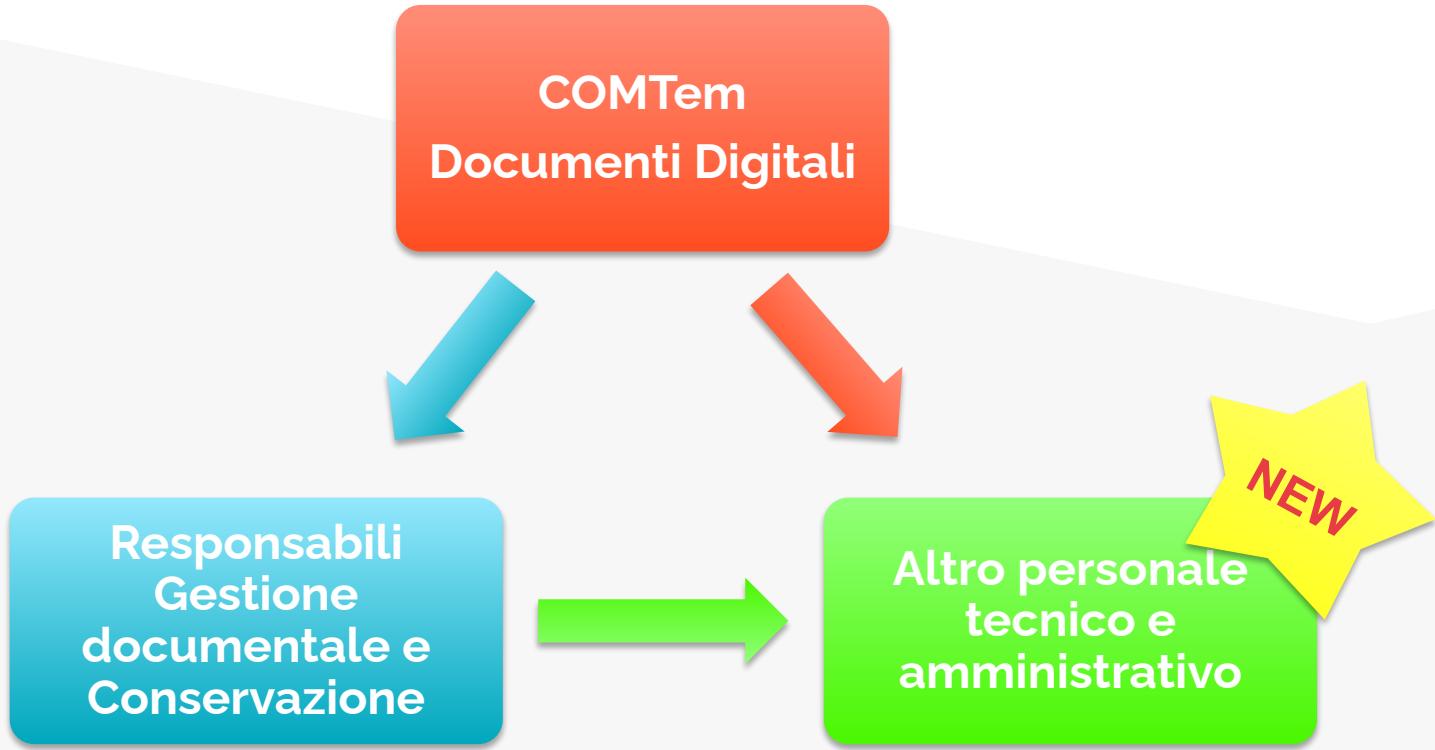 COMTem
Documenti Digitali
Responsabili
Gestione
documentale e
Conservazione
Altro personale
tecnico e
amministrativo
NEW